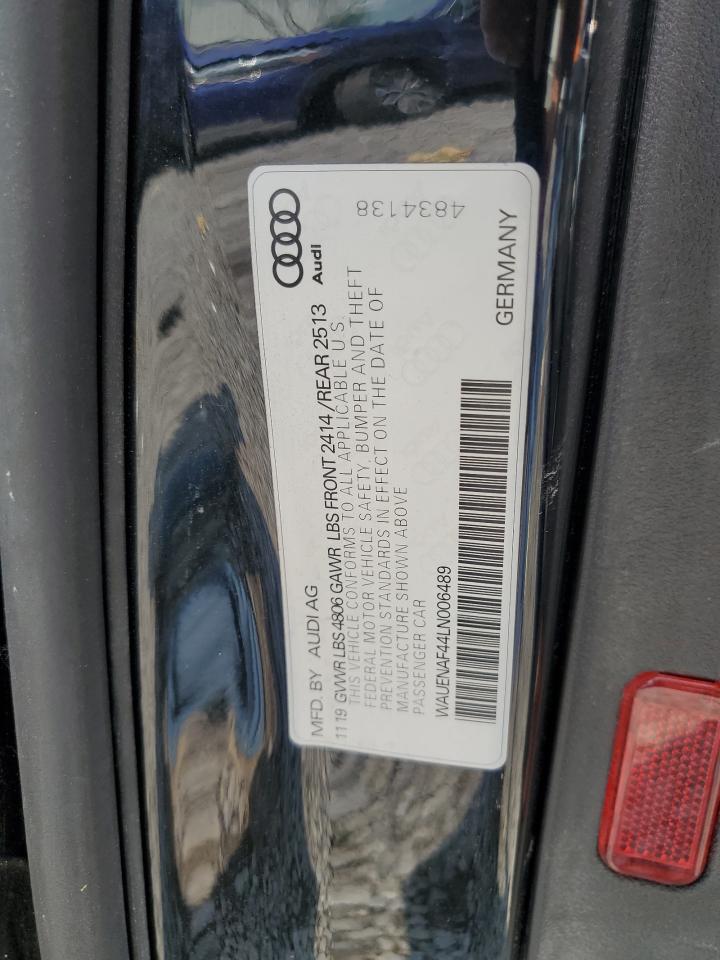 MFD. BY AUDI AG
Audi
11 19 GVWR LBS 4806 GAWR LBS FRONT 2414 / REAR 2513
THIS VEHICLE CONFORMS TO ALL APPLICABLE U.S.
FEDERAL MOTOR VEHICLE SAFETY, BUMPER AND THEFT
PREVENTION STANDARDS IN EFFECT ON THE DATE OF
MANUFACTURE SHOWN ABOVE
PASSENGER CAR
4834138
WAUENAF44LN006489
GERMANY